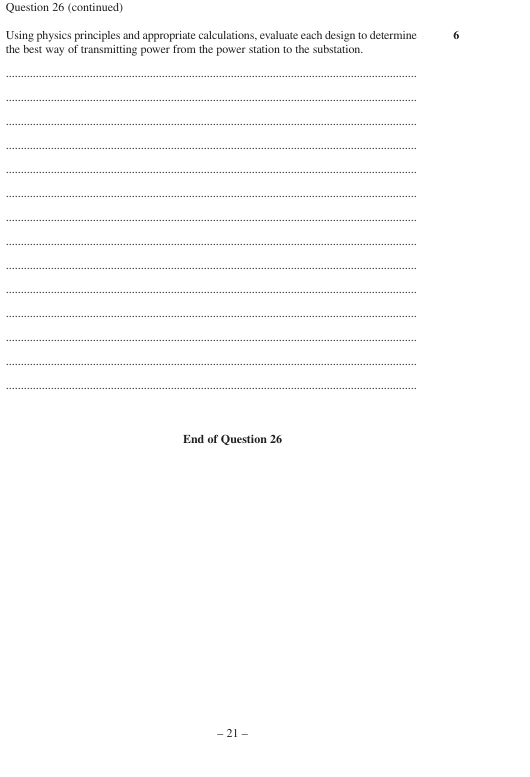 Question 26 (continued)
Using physics principles and appropriate calculations, evaluate each design to determine 6
the best way of transmitting power from the power station to the substation.
End of Question 26
– 21 –